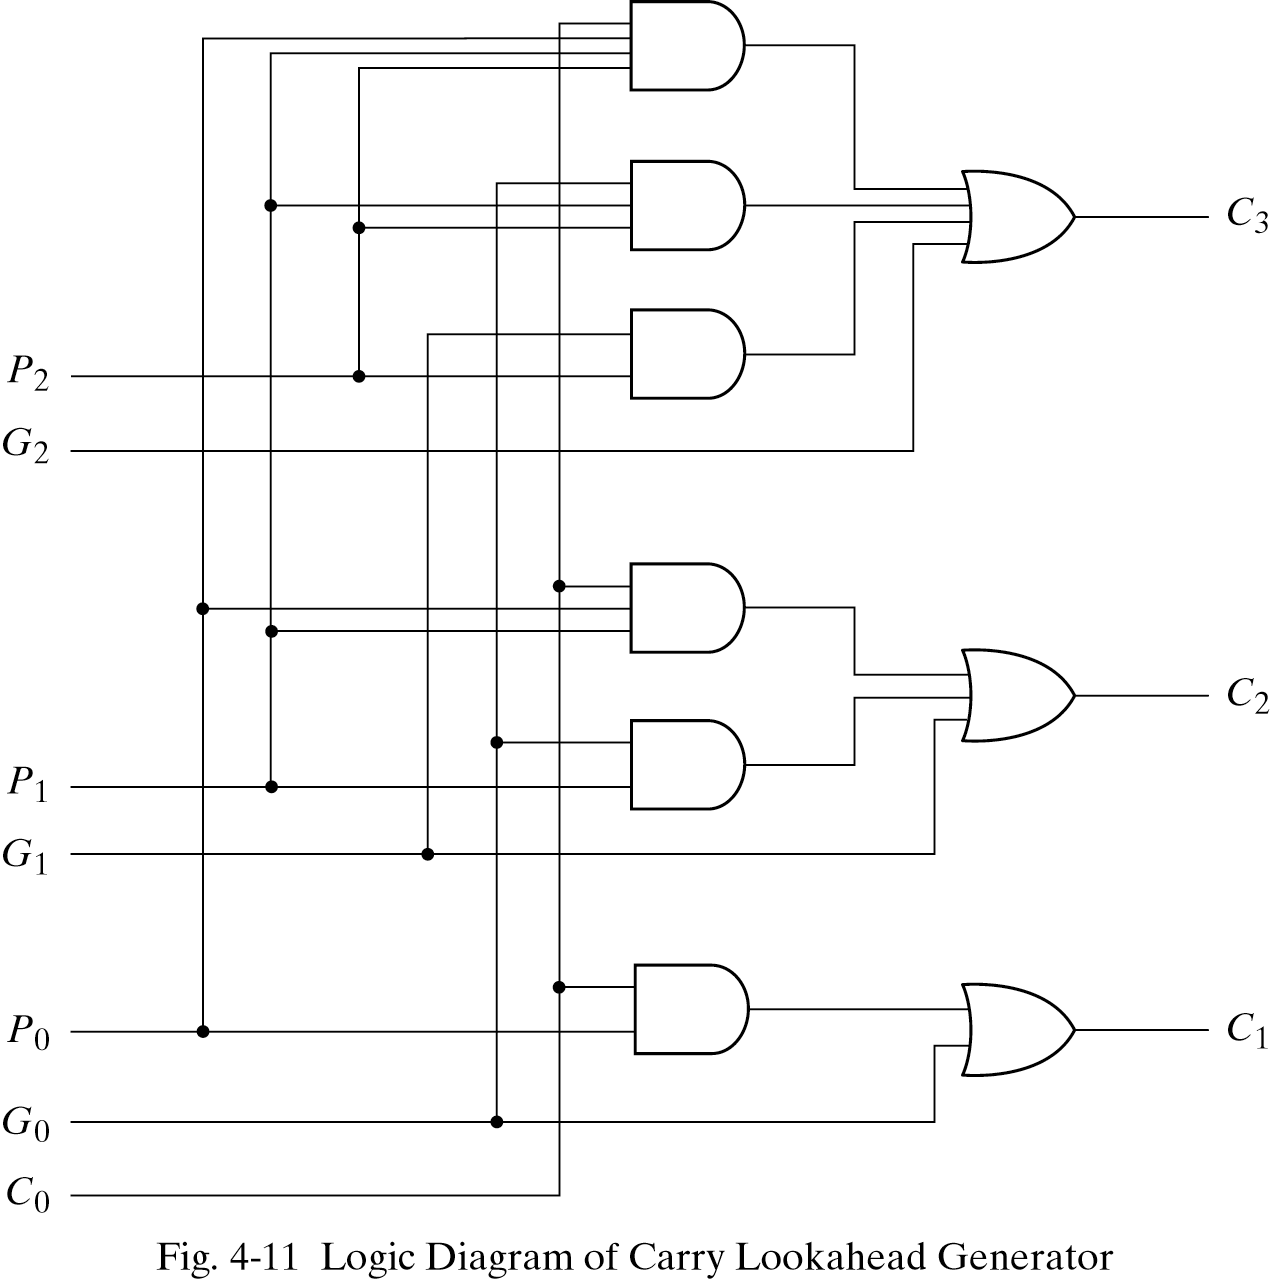 C₃
P₂
G₂
C₂
P₁
G₁
P₀
C₁
G₀
C₀
Fig. 4-11 Logic Diagram of Carry Lookahead Generator